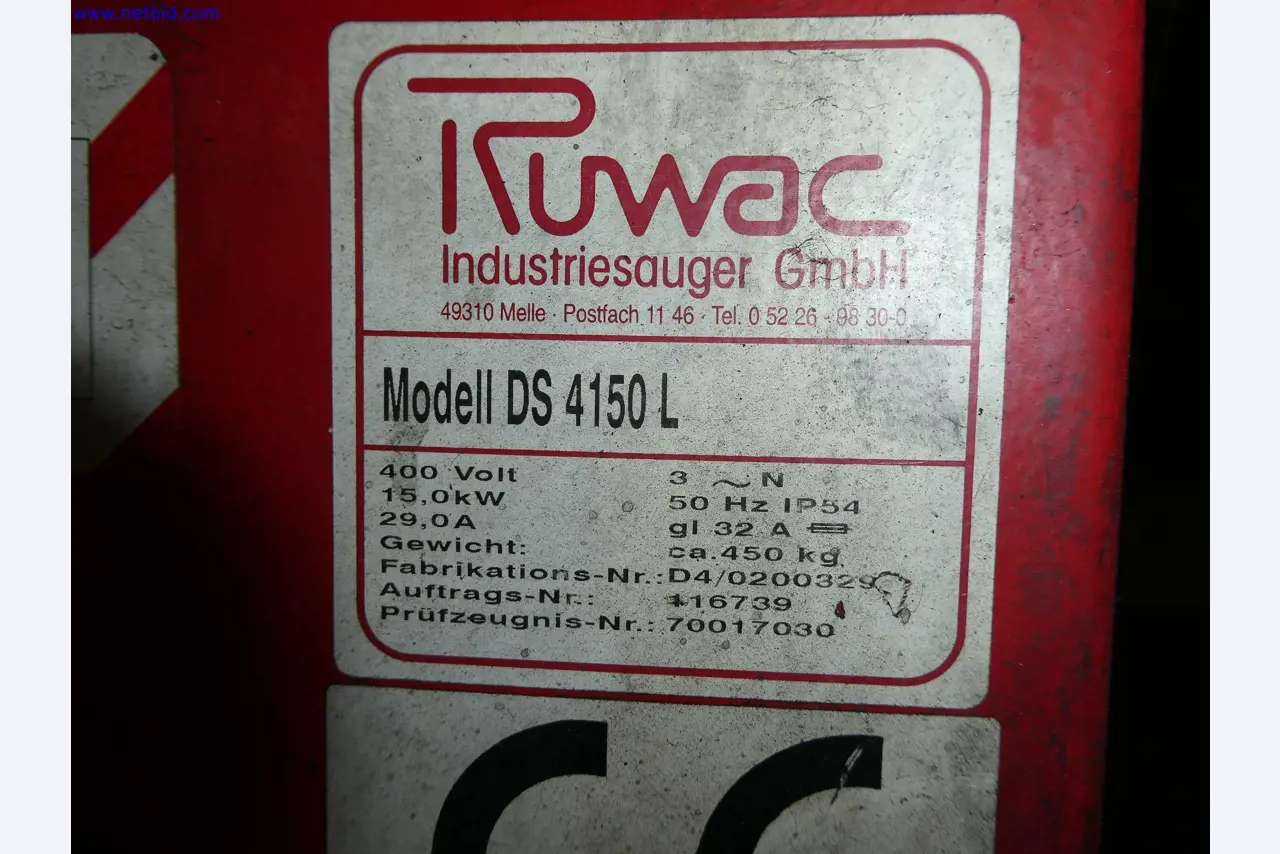 www.netbid.com
Ruwac
Industriesauger GmbH
49310 Melle · Postfach 11 46 · Tel. 0 52 26 - 98 30-0
Modell DS 4150 L
400 Volt 3 ~ N
15,0kW 50 Hz IP54
29,0A gl 32 A
Gewicht: ca.450 kg.
Fabrikations-Nr.: D4/0200329
Auftrags-Nr.: 116739
Prüfzeugnis-Nr.: 70017030
CE